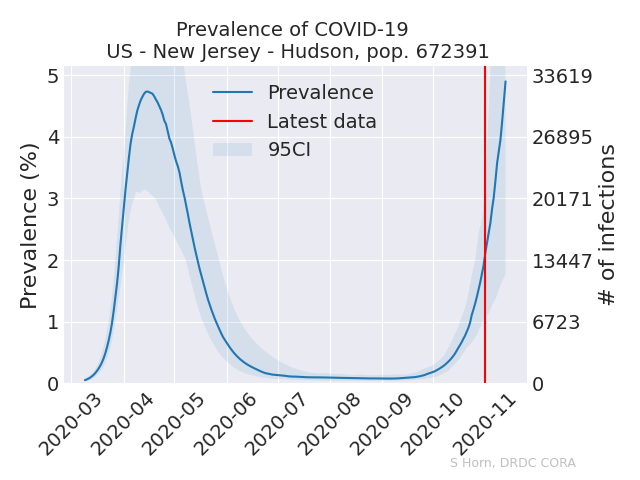 Prevalence of COVID-19
US - New Jersey - Hudson, pop. 672391
Prevalence
Latest data
95CI
Prevalence (%)
5
4
3
2
1
0
33619
26895
20171
13447
6723
0
# of infections
2020-03
2020-04
2020-05
2020-06
2020-07
2020-08
2020-09
2020-10
2020-11
S Horn, DRDC CORA